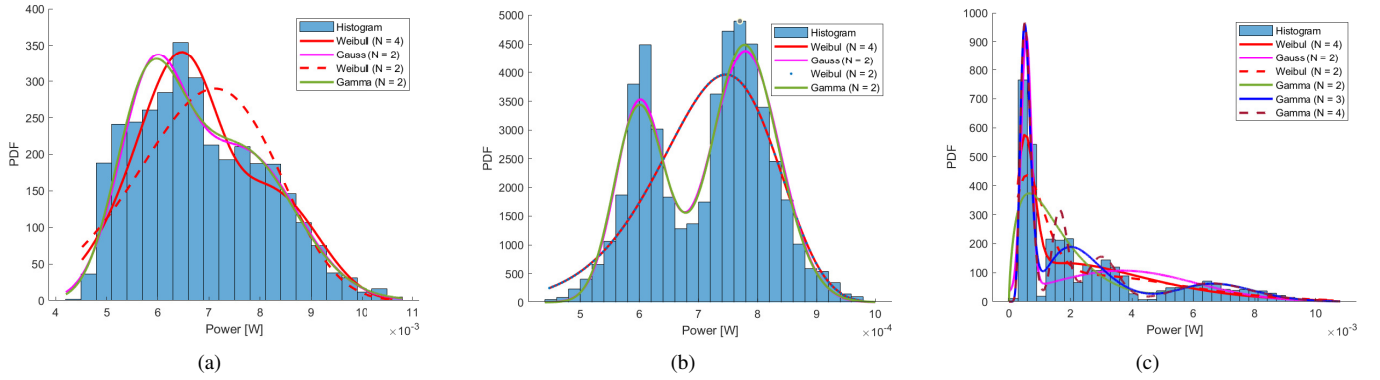 PDF
400
350
300
250
200
150
100
50
0
Histogram
Weibul (N = 4)
Gauss (N = 2)
Weibul (N = 2)
Gamma (N = 2)
4 5 6 7 8 9 10 11
Power [W]
×10⁻³
(a)
PDF
5000
4500
4000
3500
3000
2500
2000
1500
1000
500
0
Histogram
Weibul (N = 4)
Gauss (N = 2)
Weibul (N = 2)
Gamma (N = 2)
5 6 7 8 9 10
Power [W]
×10⁻⁴
(b)
PDF
1000
900
800
700
600
500
400
300
200
100
0
Histogram
Weibul (N = 4)
Gauss (N = 2)
Weibul (N = 2)
Gamma (N = 2)
Gamma (N = 3)
Gamma (N = 4)
0 2 4 6 8 10
Power [W]
×10⁻³
(c)